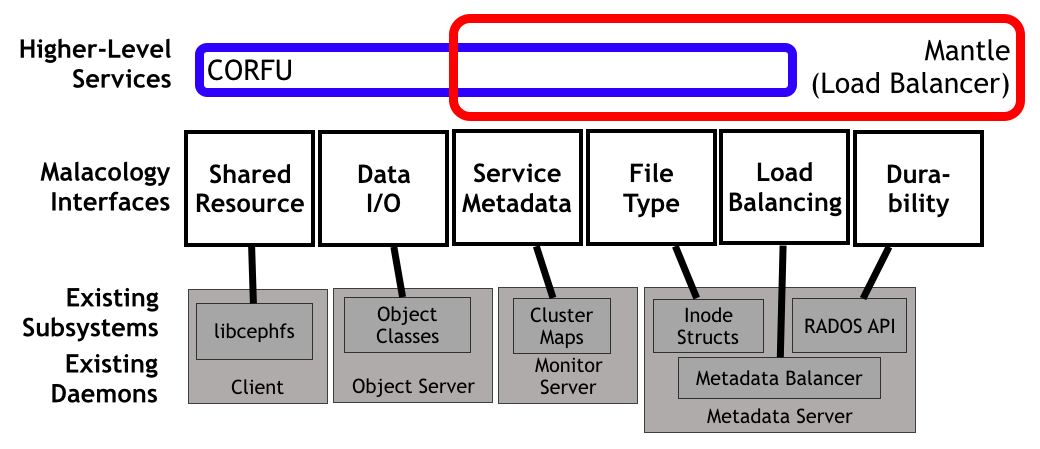 Higher-Level
Services
CORFU
Mantle
(Load Balancer)
Malacology
Interfaces
Shared
Resource
Data
I/O
Service
Metadata
File
Type
Load
Balancing
Dura-
bility
Existing
Subsystems
Existing
Daemons
libcephfs
Client
Object
Classes
Object Server
Cluster
Maps
Monitor
Server
Inode
Structs
RADOS API
Metadata Balancer
Metadata Server